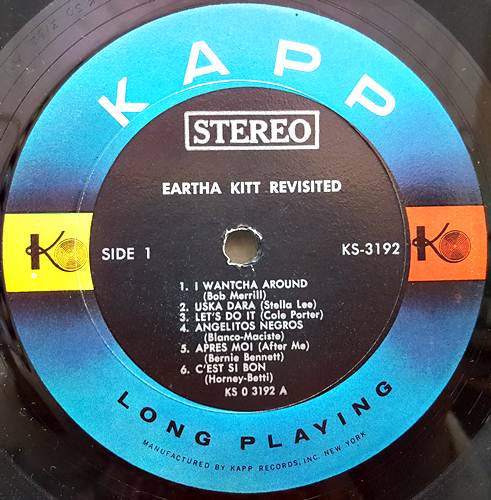 KAPP
STEREO
EARTHA KITT REVISITED
SIDE 1
KS-3192
1. I WANTCHA AROUND
(Bob Merrill)
2. USKA DARA (Stella Lee)
3. LET'S DO IT (Cole Porter)
4. ANGELITOS NEGROS
(Blanco-Maciste)
5. APRES MOI (After Me)
(Bernie Bennett)
6. C'EST SI BON
(Horney-Betti)
KS 0 3192 A
LONG PLAYING
MANUFACTURED BY KAPP RECORDS, INC. NEW YORK